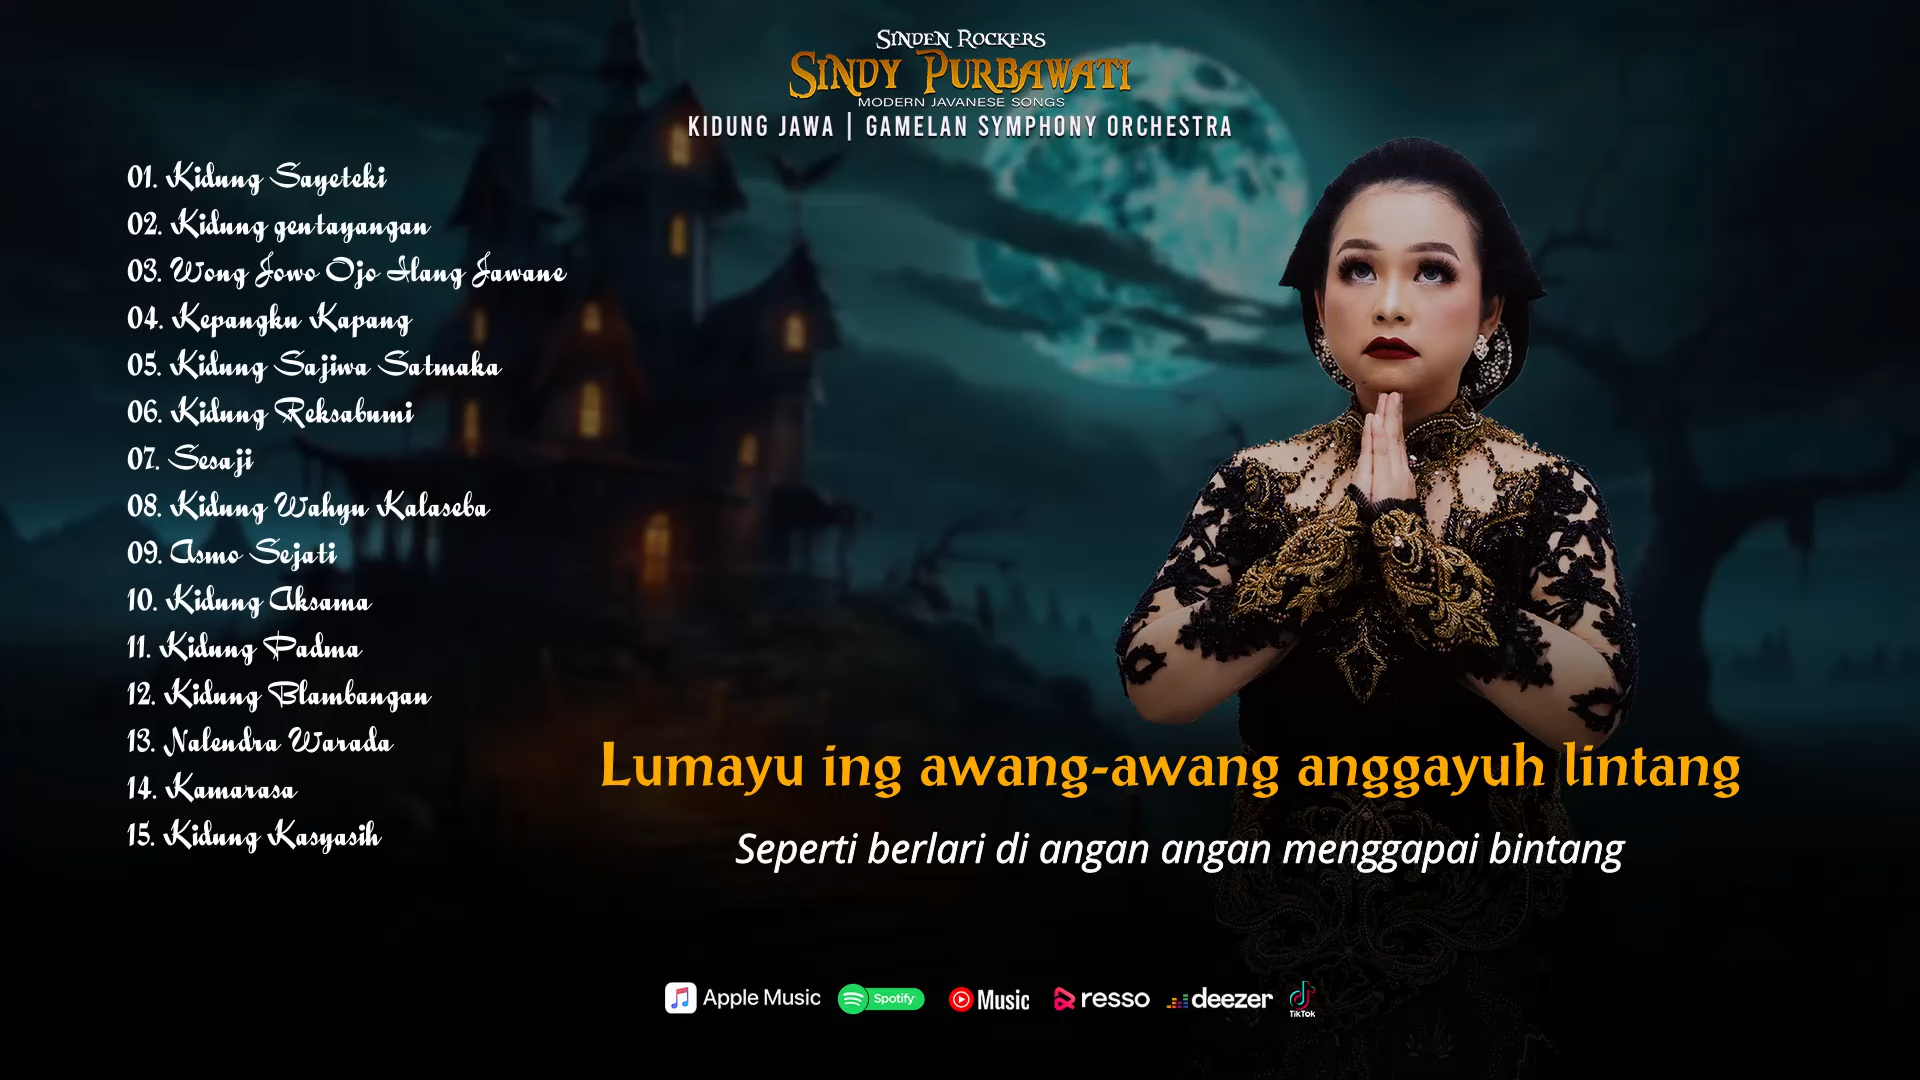 SINDEN ROCKERS
SINDY PURBAWATI
MODERN JAVANESE SONGS
KIDUNG JAWA | GAMELAN SYMPHONY ORCHESTRA
01. Kidung Sayeteki
02. Kidung gentayangan
03. Wong Jowo Ojo Ilang Jawane
04. Kepangku Kapang
05. Kidung Sajiwa Satmaka
06. Kidung Reksabumi
07. Sesaji
08. Kidung Wahyu Kalaseba
09. Asmo Sejati
10. Kidung Aksama
11. Kidung Padma
12. Kidung Blambangan
13. Nalendra Warada
14. Kamarasa
15. Kidung Kasyasih
Lumayu ing awang-awang anggayuh lintang
Seperti berlari di angan angan menggapai bintang
Apple Music Spotify Music resso deezer TikTok